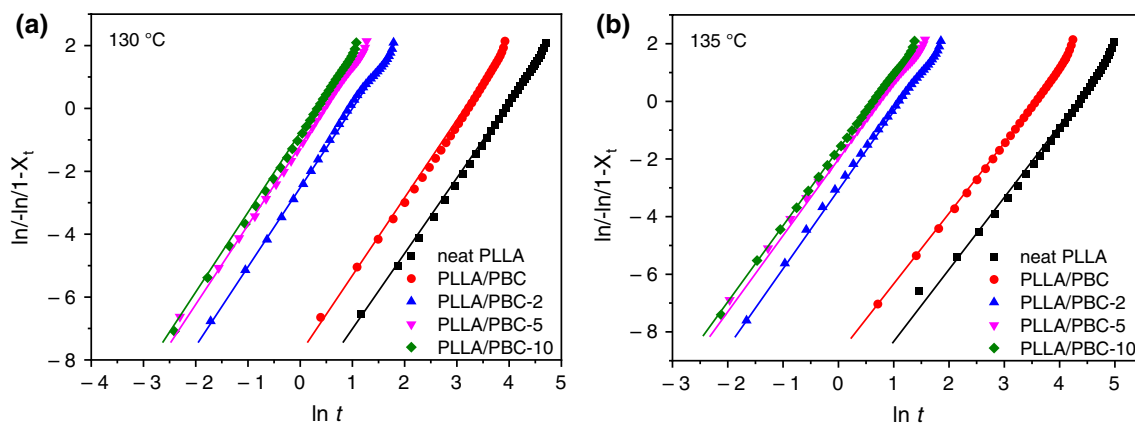 (a)
130 °C
2
0
−2
−4
−6
−8
ln/-ln/1-X_t
neat PLLA
PLLA/PBC
PLLA/PBC-2
PLLA/PBC-5
PLLA/PBC-10
−4 −3 −2 −1 0 1 2 3 4 5
ln t
(b)
135 °C
2
0
−2
−4
−6
−8
ln/-ln/1-X_t
neat PLLA
PLLA/PBC
PLLA/PBC-2
PLLA/PBC-5
PLLA/PBC-10
−3 −2 −1 0 1 2 3 4 5 6
ln t